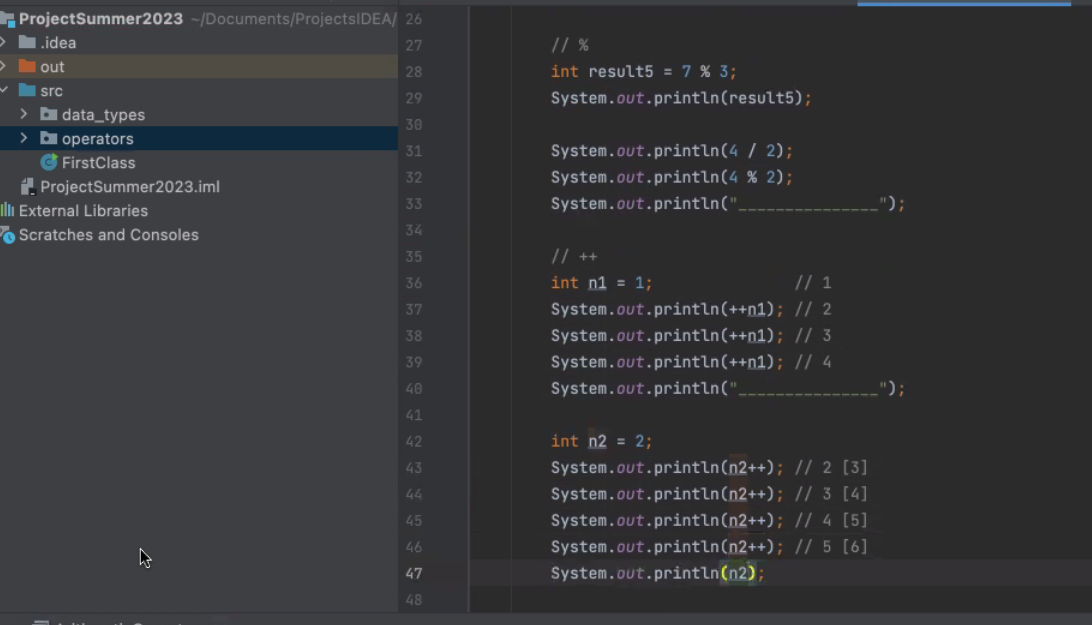 ProjectSummer2023 ~/Documents/ProjectsIDEA/
.idea
out
src
data_types
operators
FirstClass
ProjectSummer2023.iml
External Libraries
Scratches and Consoles
26
27 // %
28 int result5 = 7 % 3;
29 System.out.println(result5);
30
31 System.out.println(4 / 2);
32 System.out.println(4 % 2);
33 System.out.println("_______________");
34
35 // ++
36 int n1 = 1; // 1
37 System.out.println(++n1); // 2
38 System.out.println(++n1); // 3
39 System.out.println(++n1); // 4
40 System.out.println("_______________");
41
42 int n2 = 2;
43 System.out.println(n2++); // 2 [3]
44 System.out.println(n2++); // 3 [4]
45 System.out.println(n2++); // 4 [5]
46 System.out.println(n2++); // 5 [6]
47 System.out.println(n2);
48